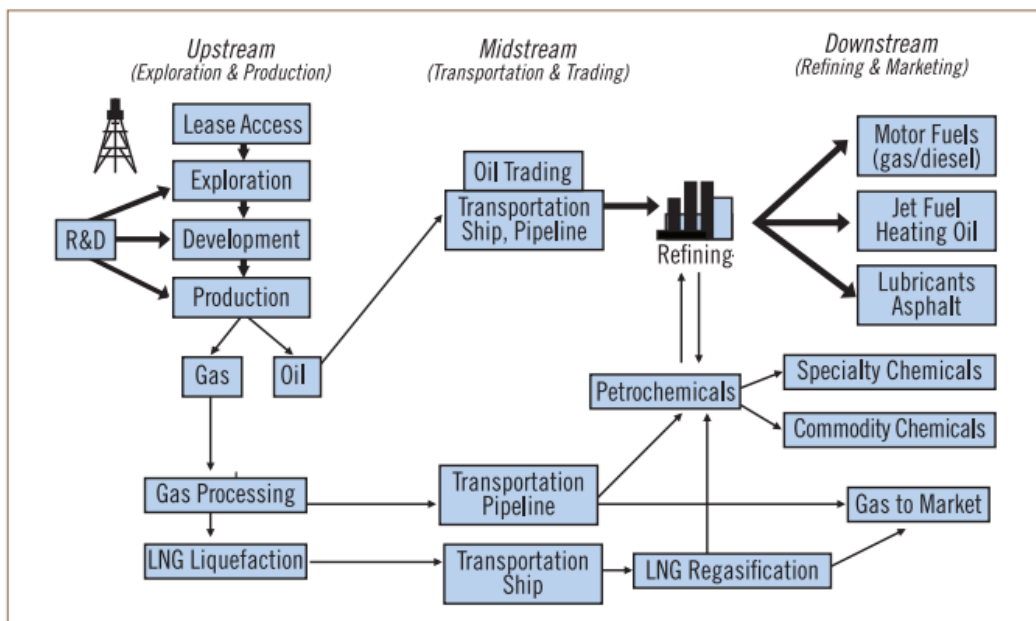 Upstream
(Exploration & Production)
Midstream
(Transportation & Trading)
Downstream
(Refining & Marketing)
Lease Access
Exploration
R&D
Development
Production
Gas
Oil
Oil Trading
Transportation
Ship, Pipeline
Refining
Motor Fuels
(gas/diesel)
Jet Fuel
Heating Oil
Lubricants
Asphalt
Petrochemicals
Specialty Chemicals
Commodity Chemicals
Gas Processing
Transportation
Pipeline
Gas to Market
LNG Liquefaction
Transportation
Ship
LNG Regasification